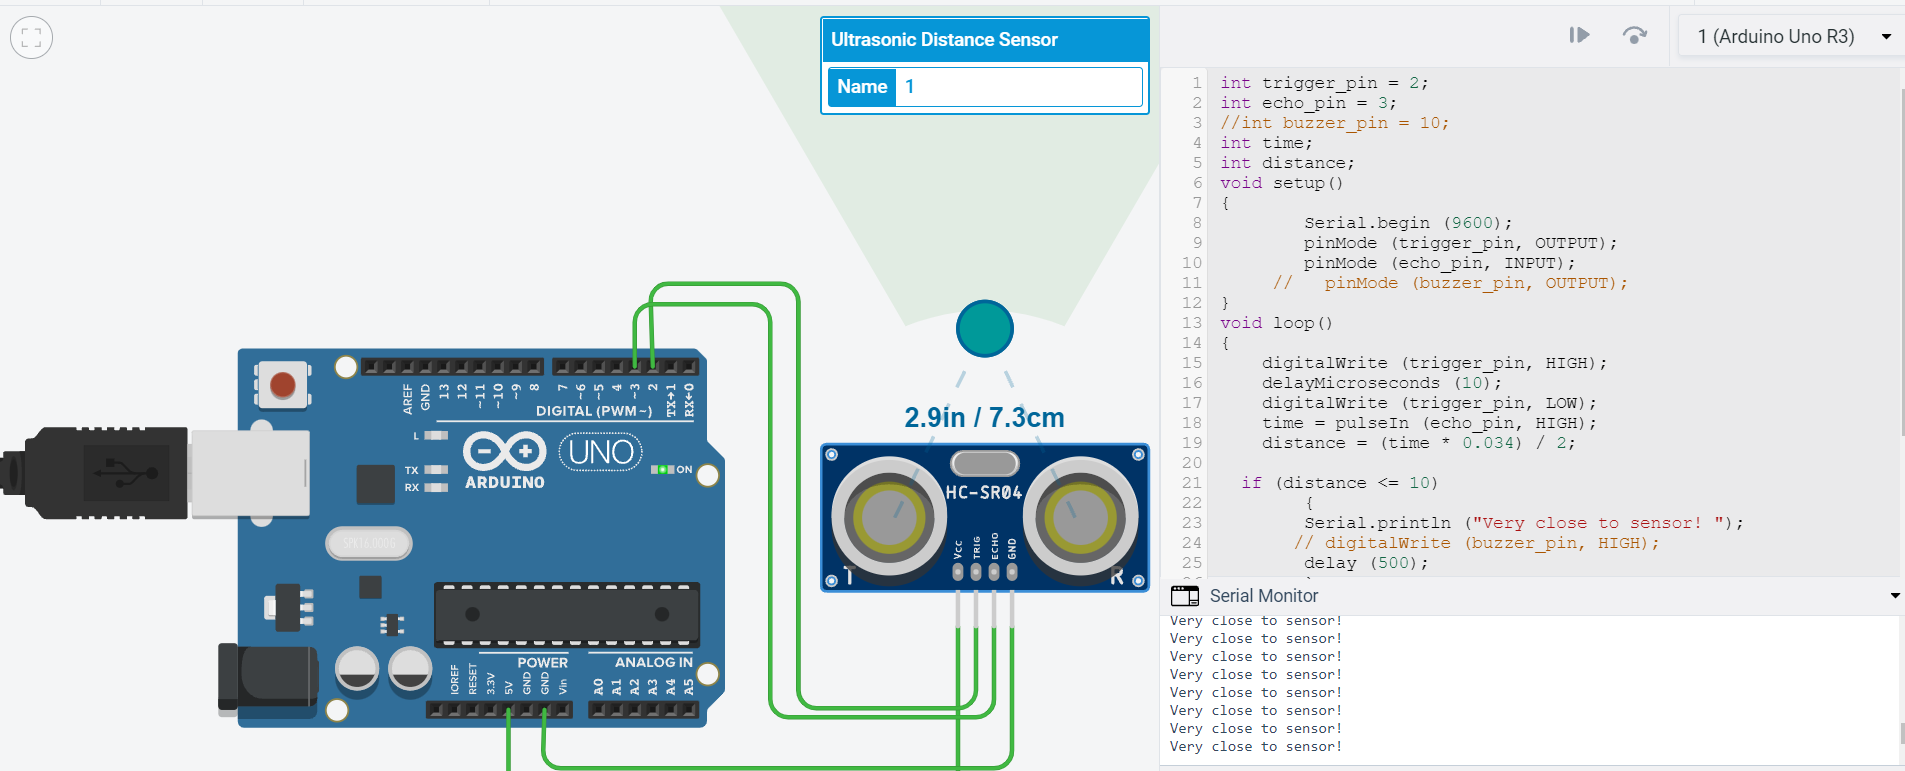 Ultrasonic Distance Sensor
Name 1
2.9in / 7.3cm
HC-SR04
Vcc
TRIG
ECHO
GND
T
R
AREF
GND
13
12
~11
~10
~9
8
7
~6
~5
4
~3
2
TX→1
RX←0
DIGITAL (PWM~)
L
TX
RX
ARDUINO
UNO
ON
SPK16.000G
POWER
ANALOG IN
IOREF
RESET
3.3V
5V
GND
GND
Vin
A0
A1
A2
A3
A4
A5
1 (Arduino Uno R3)
1 int trigger_pin = 2;
2 int echo_pin = 3;
3 //int buzzer_pin = 10;
4 int time;
5 int distance;
6 void setup()
7 {
8 Serial.begin (9600);
9 pinMode (trigger_pin, OUTPUT);
10 pinMode (echo_pin, INPUT);
11 // pinMode (buzzer_pin, OUTPUT);
12 }
13 void loop()
14 {
15 digitalWrite (trigger_pin, HIGH);
16 delayMicroseconds (10);
17 digitalWrite (trigger_pin, LOW);
18 time = pulseIn (echo_pin, HIGH);
19 distance = (time * 0.034) / 2;
20
21 if (distance <= 10)
22 {
23 Serial.println ("Very close to sensor! ");
24 // digitalWrite (buzzer_pin, HIGH);
25 delay (500);
Serial Monitor
Very close to sensor!
Very close to sensor!
Very close to sensor!
Very close to sensor!
Very close to sensor!
Very close to sensor!
Very close to sensor!
Very close to sensor!